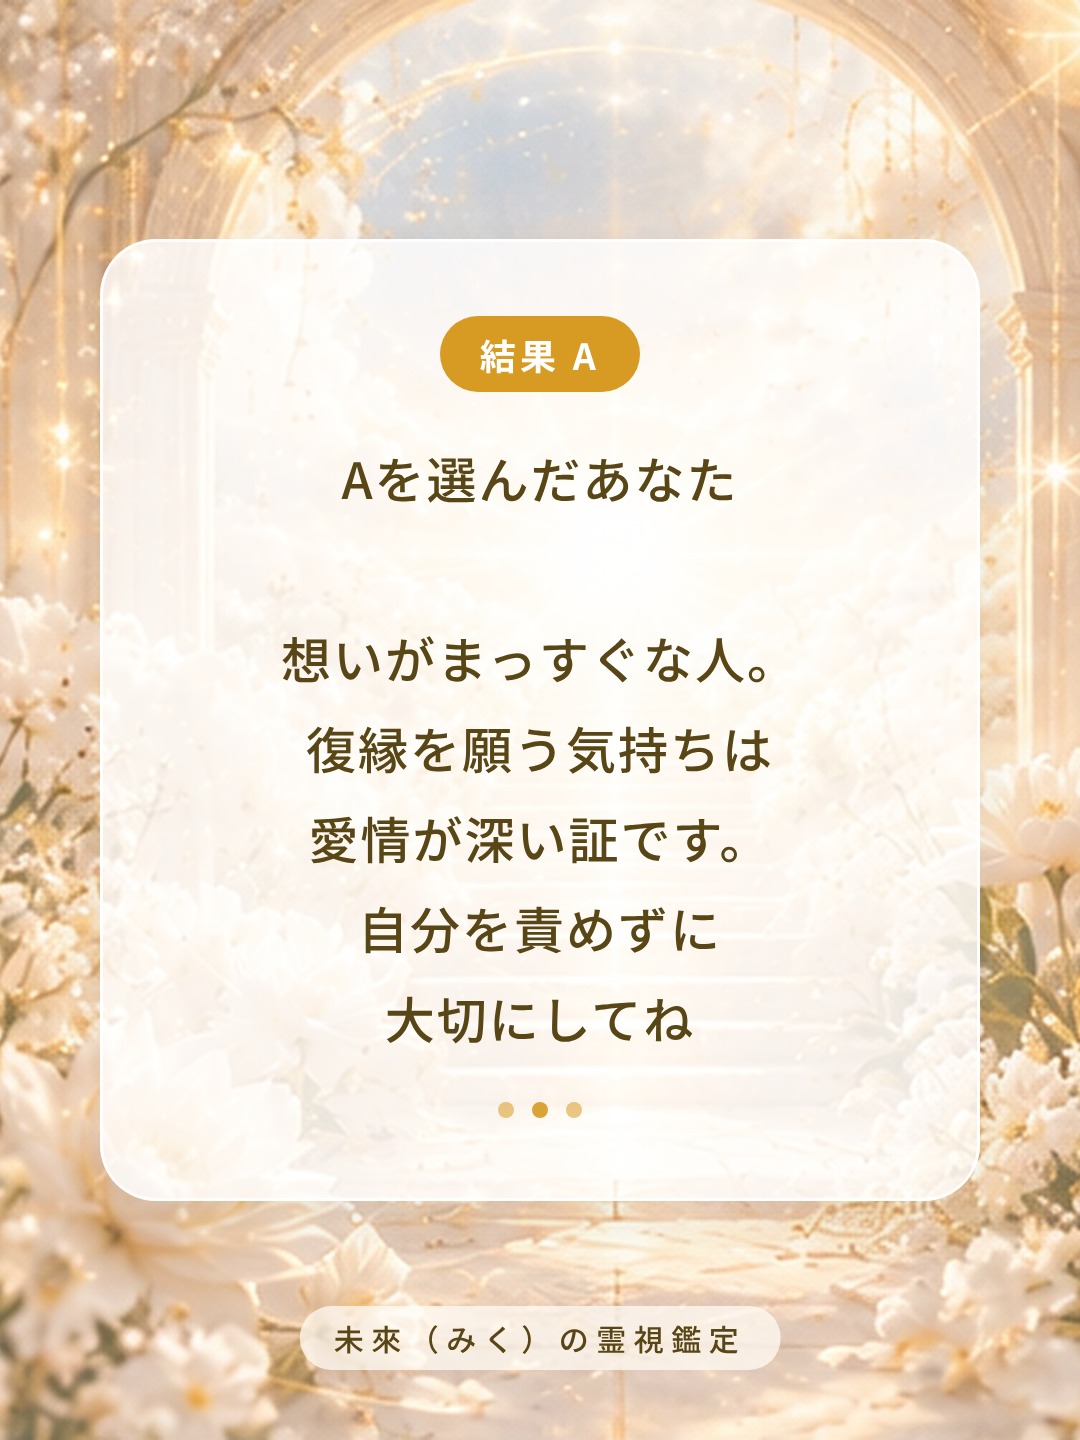 結果 A
Aを選んだあなた
想いがまっすぐな人。
復縁を願う気持ちは
愛情が深い証です。
自分を責めずに
大切にしてね
未來（みく）の霊視鑑定